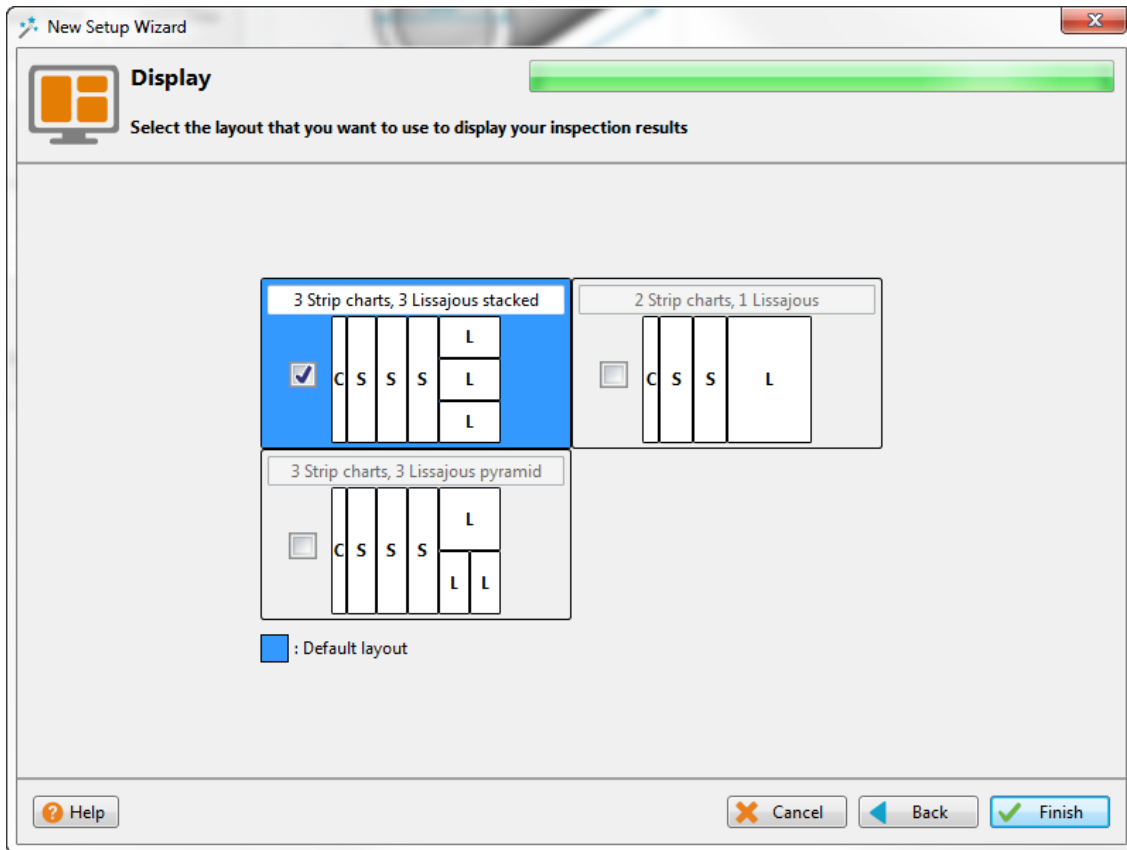 New Setup Wizard
x
Display
Select the layout that you want to use to display your inspection results
3 Strip charts, 3 Lissajous stacked
C S S S L
L
L
2 Strip charts, 1 Lissajous
C S S L
3 Strip charts, 3 Lissajous pyramid
C S S S L
L L
: Default layout
? Help
Cancel
Back
Finish